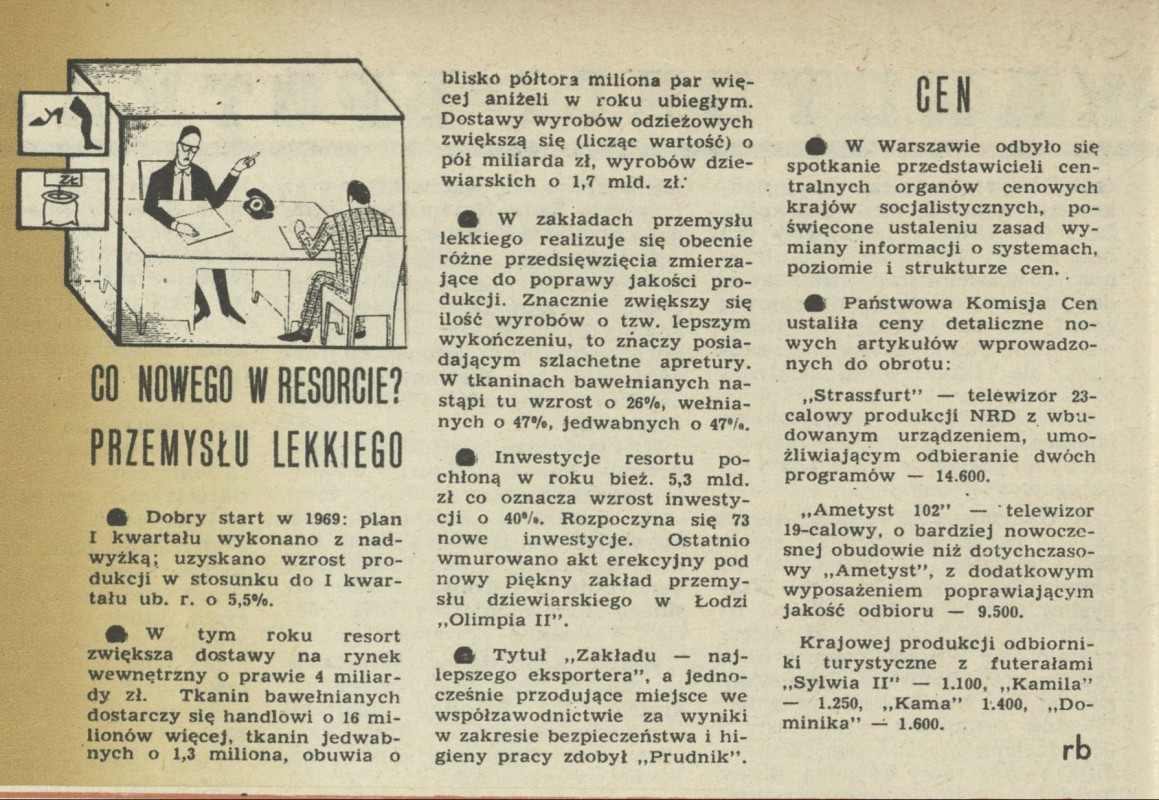 ZŁ
CO NOWEGO W RESORCIE?
PRZEMYSŁU LEKKIEGO
● Dobry start w 1969: plan
I kwartału wykonano z nad-
wyżką; uzyskano wzrost pro-
dukcji w stosunku do I kwar-
tału ub. r. o 5,5%.
● W tym roku resort
zwiększa dostawy na rynek
wewnętrzny o prawie 4 miliar-
dy zł. Tkanin bawełnianych
dostarczy się handlowi o 16 mi-
lionów więcej, tkanin jedwab-
nych o 1,3 miliona, obuwia o
blisko półtora miliona par wię-
cej aniżeli w roku ubiegłym.
Dostawy wyrobów odzieżowych
zwiększą się (licząc wartość) o
pół miliarda zł, wyrobów dzie-
wiarskich o 1,7 mld. zł.
● W zakładach przemysłu
lekkiego realizuje się obecnie
różne przedsięwzięcia zmierza-
jące do poprawy jakości pro-
dukcji. Znacznie zwiększy się
ilość wyrobów o tzw. lepszym
wykończeniu, to znaczy posia-
dającym szlachetne apretury.
W tkaninach bawełnianych na-
stąpi tu wzrost o 26%, wełnia-
nych o 47%, jedwabnych o 47%.
● Inwestycje resortu po-
chłoną w roku bież. 5,3 mld.
zł co oznacza wzrost inwesty-
cji o 40%. Rozpoczyna się 73
nowe inwestycje. Ostatnio
wmurowano akt erekcyjny pod
nowy piękny zakład przemy-
słu dziewiarskiego w Łodzi
„Olimpia II”.
● Tytuł „Zakładu — naj-
lepszego eksportera”, a jedno-
cześnie przodujące miejsce we
współzawodnictwie za wyniki
w zakresie bezpieczeństwa i hi-
gieny pracy zdobył „Prudnik”.
CEN
● W Warszawie odbyło się
spotkanie przedstawicieli cen-
tralnych organów cenowych
krajów socjalistycznych, po-
święcone ustaleniu zasad wy-
miany informacji o systemach,
poziomie i strukturze cen.
● Państwowa Komisja Cen
ustaliła ceny detaliczne no-
wych artykułów wprowadzo-
nych do obrotu:
„Strassfurt” — telewizor 23-
calowy produkcji NRD z wbu-
dowanym urządzeniem, umo-
żliwiającym odbieranie dwóch
programów — 14.600.
„Ametyst 102” — telewizor
19-calowy, o bardziej nowocze-
snej obudowie niż dotychczaso-
wy „Ametyst”, z dodatkowym
wyposażeniem poprawiającym
jakość odbioru — 9.500.
Krajowej produkcji odbiorni-
ki turystyczne z futerałami
„Sylwia II” — 1.100, „Kamila”
— 1.250, „Kama” 1.400, „Do-
minika” — 1.600.
rb